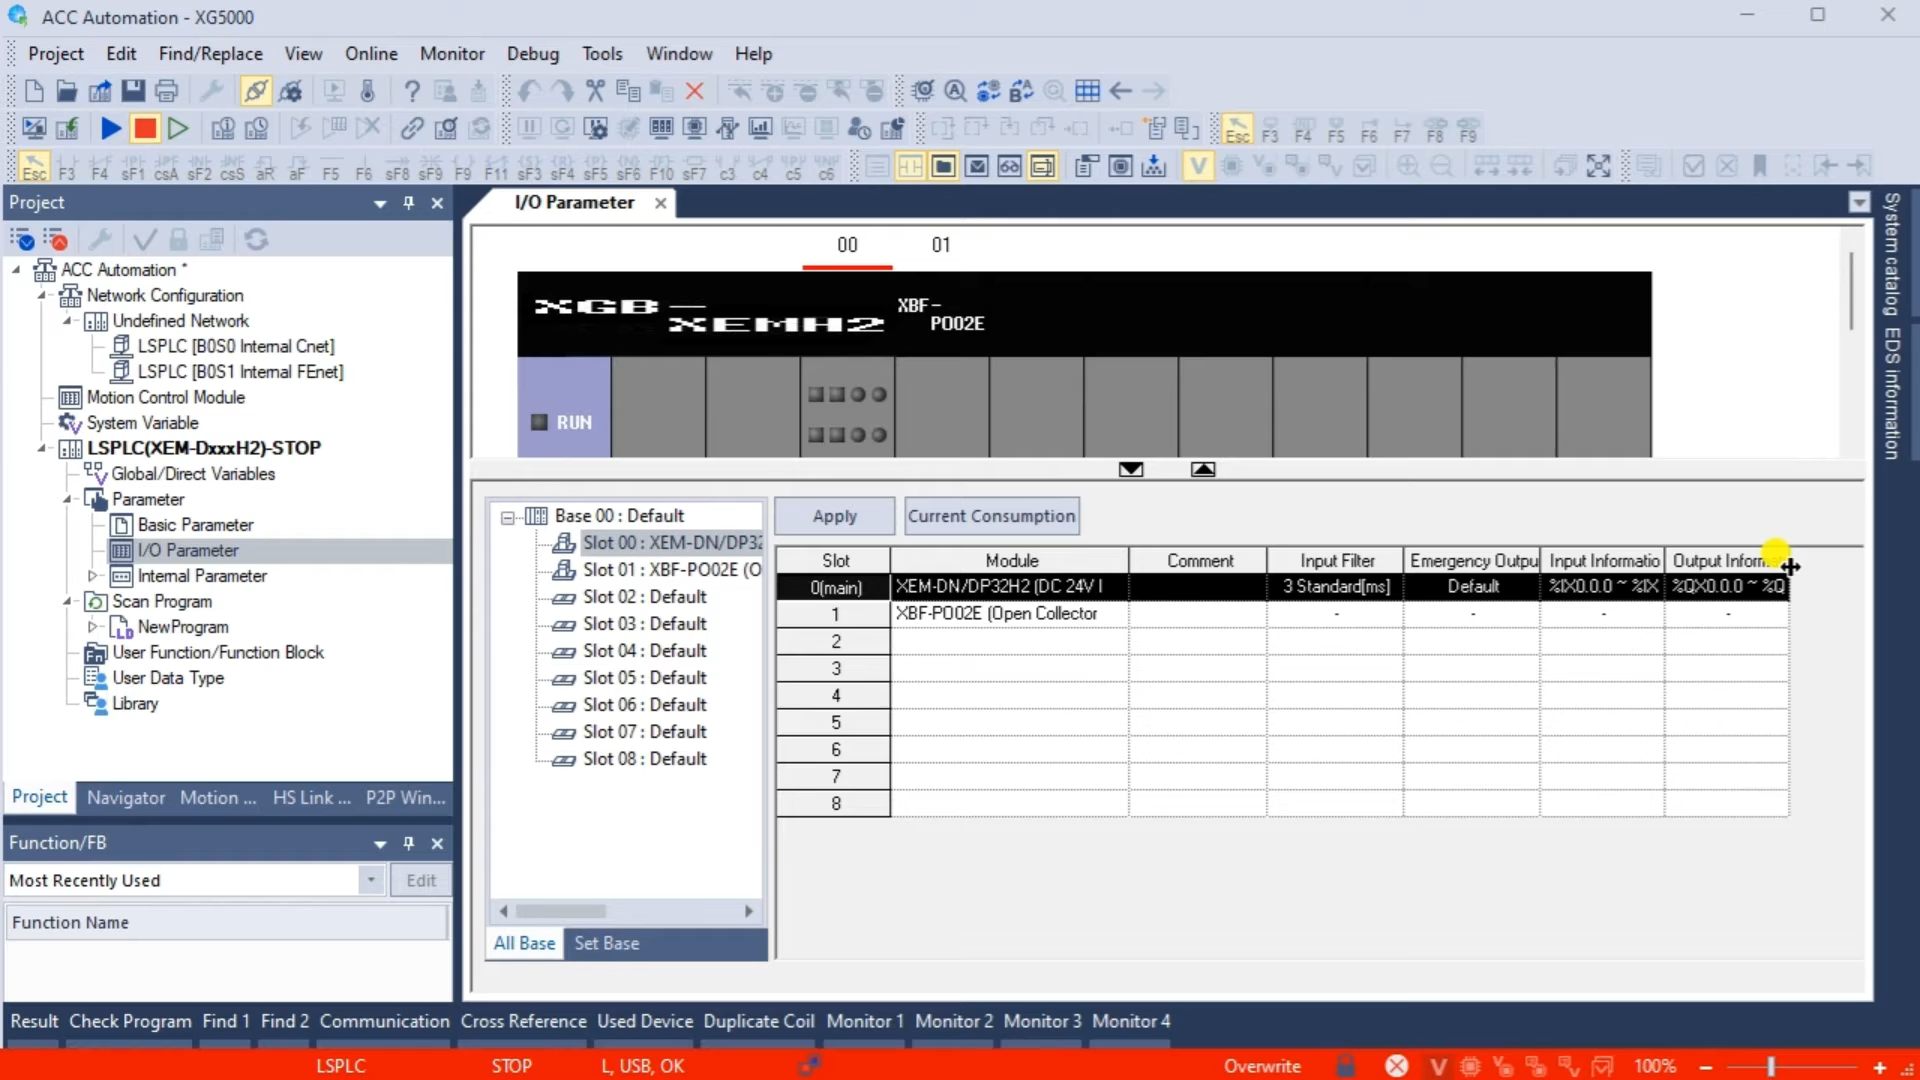 ACC Automation - XG5000
Project Edit Find/Replace View Online Monitor Debug Tools Window Help
Esc F3 F4 F5 F6 F7 F8 F9
Esc F3 F4 sF1 csA sF2 csS aR aF F5 F6 sF8 sF9 F9 F11 sF3 sF4 sF5 sF6 F10 sF7 c3 c4 c5 c6
Project
I/O Parameter
ACC Automation *
Network Configuration
Undefined Network
LSPLC [B0S0 Internal Cnet]
LSPLC [B0S1 Internal FEnet]
Motion Control Module
System Variable
LSPLC(XEM-DxxxH2)-STOP
Global/Direct Variables
Parameter
Basic Parameter
I/O Parameter
Internal Parameter
Scan Program
NewProgram
User Function/Function Block
User Data Type
Library
Project Navigator Motion ... HS Link ... P2P Win...
Function/FB
Most Recently Used Edit
Function Name
00 01
XGB-
XEMH2
XBF-
PO02E
RUN
Base 00 : Default
Slot 00 : XEM-DN/DP32
Slot 01 : XBF-PO02E (O
Slot 02 : Default
Slot 03 : Default
Slot 04 : Default
Slot 05 : Default
Slot 06 : Default
Slot 07 : Default
Slot 08 : Default
All Base Set Base
Apply Current Consumption
Slot Module Comment Input Filter Emergency Outpu Input Informatio Output Inform
0(main) XEM-DN/DP32H2 (DC 24V I 3 Standard[ms] Default %IX0.0.0 ~ %IX %QX0.0.0 ~ %Q
1 XBF-PO02E (Open Collector - - - -
2
3
4
5
6
7
8
System catalog
EDS information
Result Check Program Find 1 Find 2 Communication Cross Reference Used Device Duplicate Coil Monitor 1 Monitor 2 Monitor 3 Monitor 4
LSPLC STOP L, USB, OK Overwrite 100%